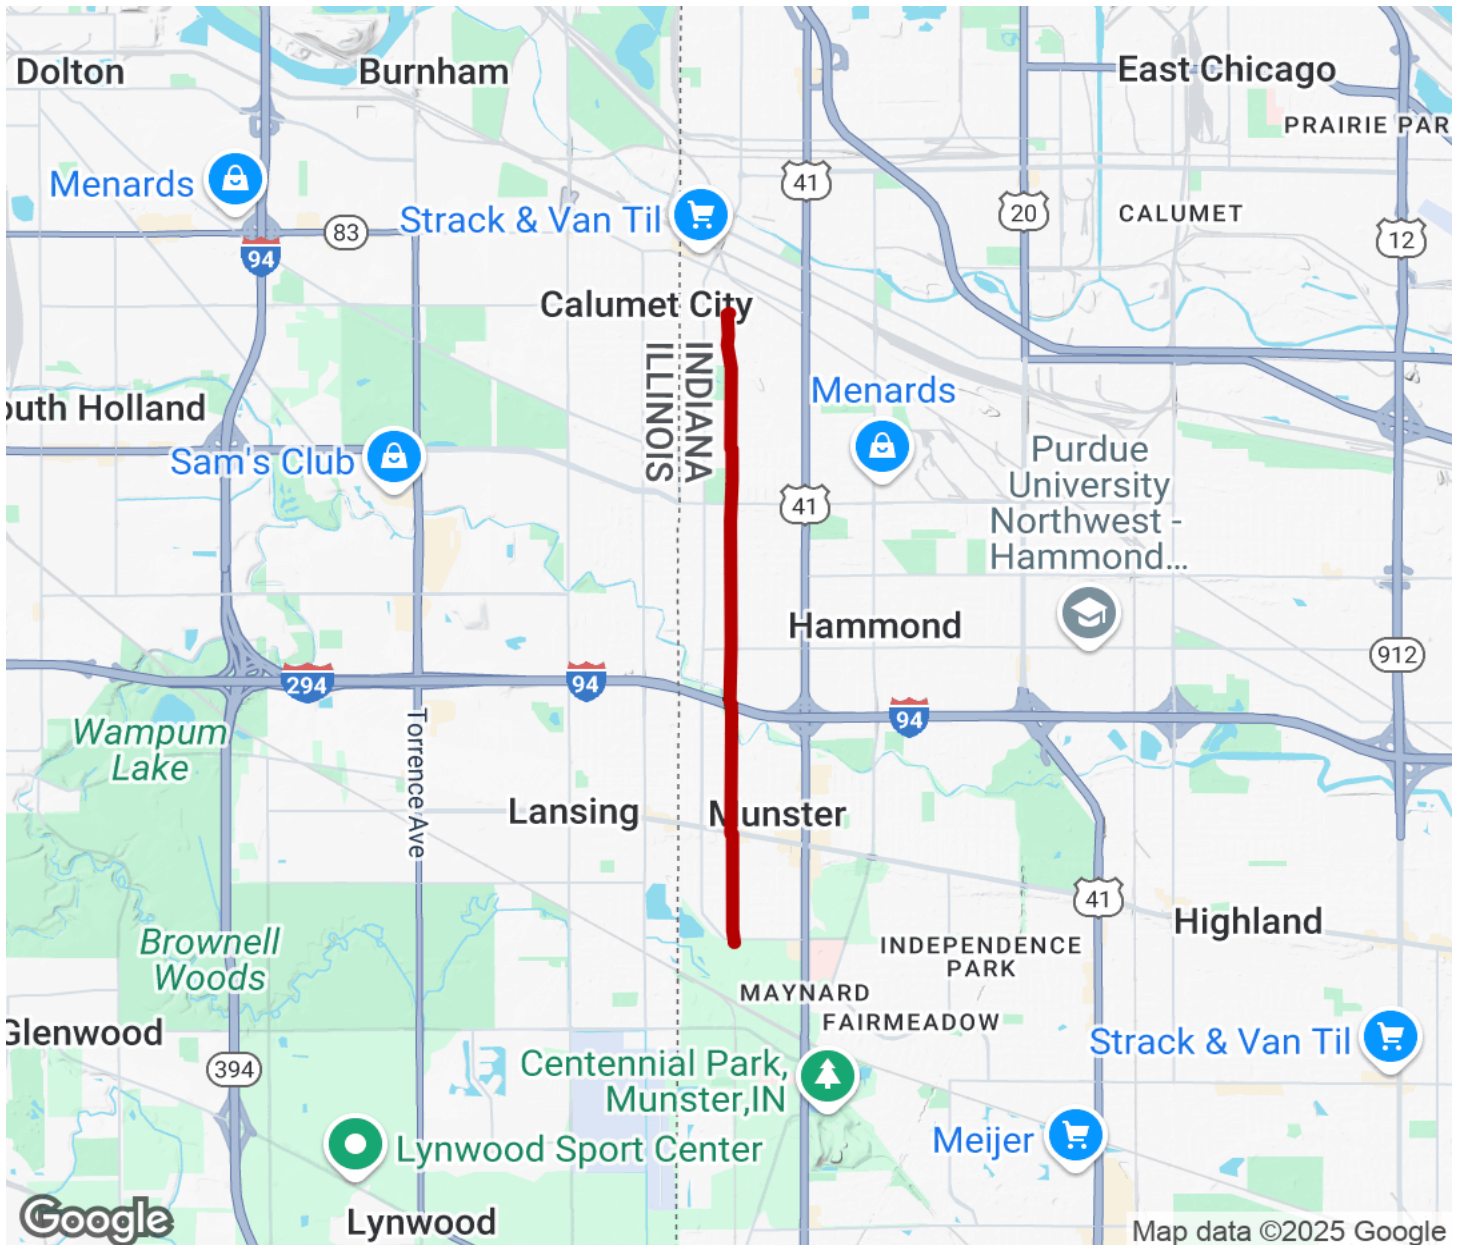 Dolton
Burnham
East Chicago
PRAIRIE PAR
Menards
41
Strack & Van Til
20
CALUMET
83
12
94
Calumet City
INDIANA
ILLINOIS
Menards
outh Holland
Purdue
University
Northwest -
Hammond...
Sam's Club
41
Hammond
912
294
94
94
Wampum
Lake
Torrence Ave
Lansing
Munster
41
Highland
Brownell
Woods
INDEPENDENCE
PARK
MAYNARD
FAIRMEADOW
Glenwood
Strack & Van Til
394
Centennial Park,
Munster,IN
Meijer
Lynwood Sport Center
Google
Lynwood
Map data ©2025 Google